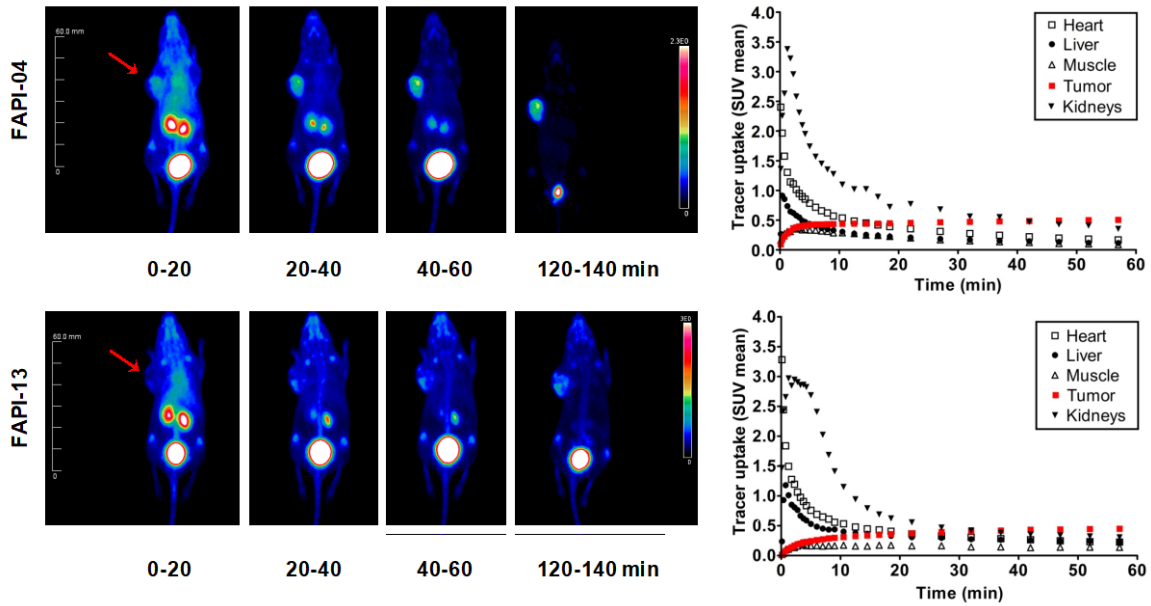 FAPI-04
60.0 mm
0
2.3E0
0
0-20
20-40
40-60
120-140 min
Tracer uptake (SUV mean)
4.0
3.5
3.0
2.5
2.0
1.5
1.0
0.5
0.0
0
10
20
30
40
50
60
Time (min)
Heart
Liver
Muscle
Tumor
Kidneys
FAPI-13
60.0 mm
0
3E0
0
0-20
20-40
40-60
120-140 min
Tracer uptake (SUV mean)
4.0
3.5
3.0
2.5
2.0
1.5
1.0
0.5
0.0
0
10
20
30
40
50
60
Time (min)
Heart
Liver
Muscle
Tumor
Kidneys